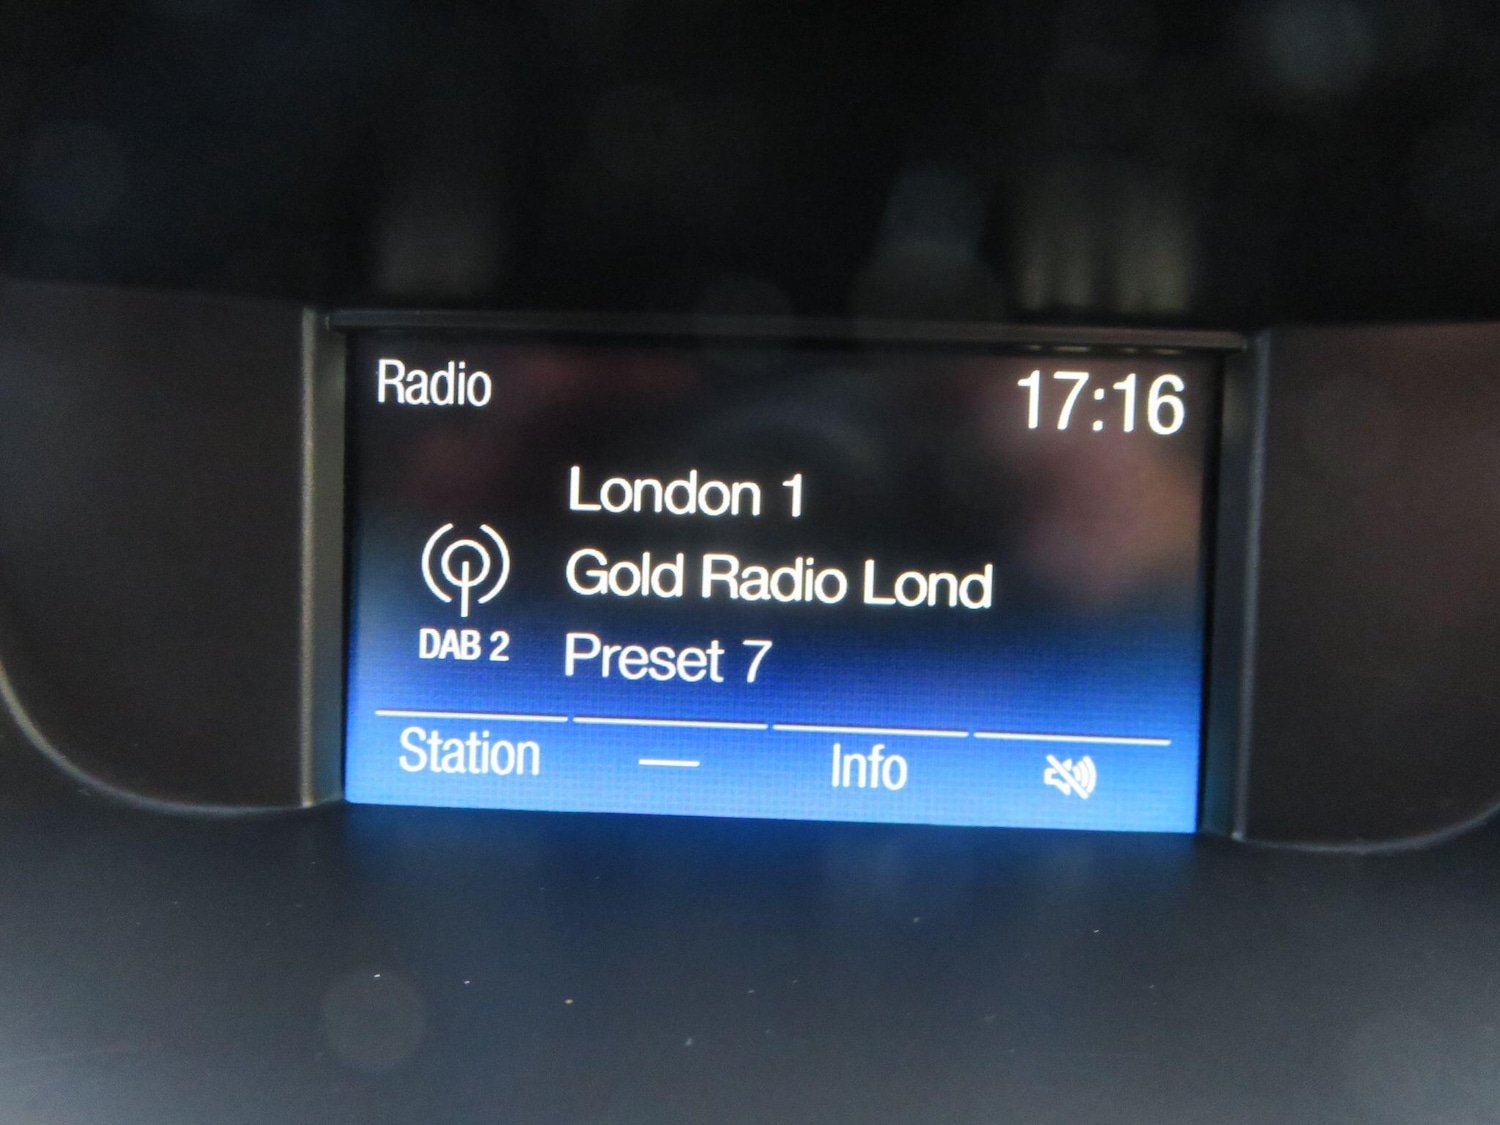 Radio
17:16
London 1
Gold Radio Lond
DAB 2
Preset 7
Station
—
Info